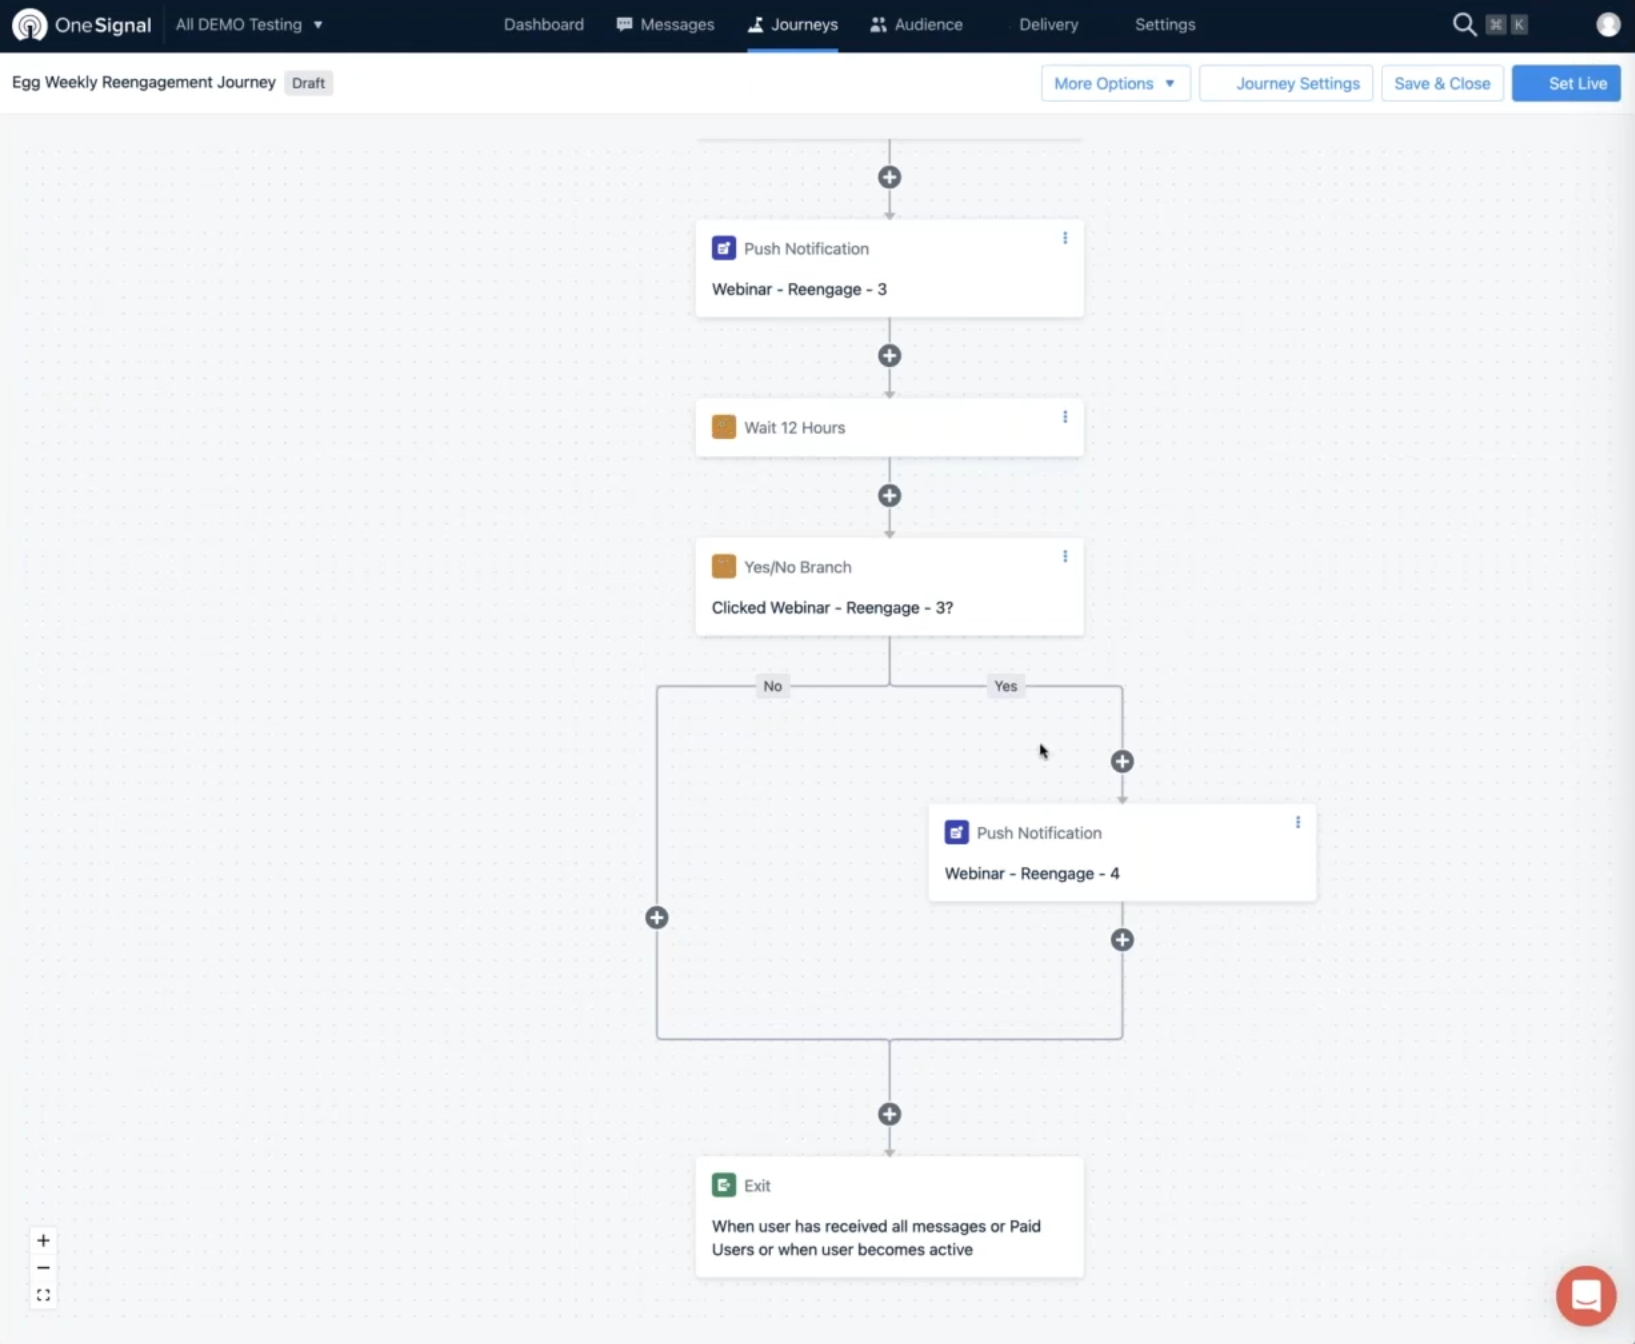 OneSignal
All DEMO Testing
Dashboard
Messages
Journeys
Audience
Delivery
Settings
⌘ K
Egg Weekly Reengagement Journey
Draft
More Options
Journey Settings
Save & Close
Set Live
Push Notification
Webinar - Reengage - 3
Wait 12 Hours
Yes/No Branch
Clicked Webinar - Reengage - 3?
No
Yes
Push Notification
Webinar - Reengage - 4
Exit
When user has received all messages or Paid
Users or when user becomes active